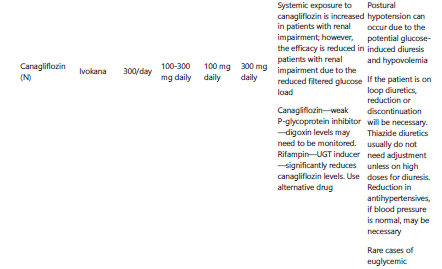 Canagliflozin
(N)
Ivokana
300/day
100-300
mg daily
100 mg
daily
300 mg
daily
Systemic exposure to
canagliflozin is increased
in patients with renal
impairment; however,
the efficacy is reduced in
patients with renal
impairment due to the
reduced filtered glucose
load
Canagliflozin—weak
P-glycoprotein inhibitor
—digoxin levels may
need to be monitored.
Rifampin—UGT inducer
—significantly reduces
canagliflozin levels. Use
alternative drug
Postural
hypotension can
occur due to the
potential glucose-
induced diuresis
and hypovolemia
If the patient is on
loop diuretics,
reduction or
discontinuation
will be necessary.
Thiazide diuretics
usually do not
need adjustment
unless on high
doses for diuresis.
Reduction in
antihypertensives,
if blood pressure
is normal, may be
necessary
Rare cases of
euglycemic